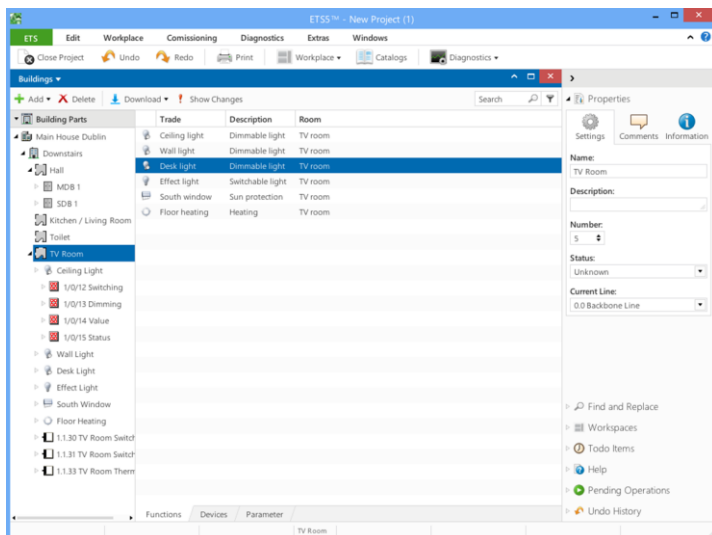 ETS5™ - New Project (1)
ETS Edit Workplace Comissioning Diagnostics Extras Windows
Close Project Undo Redo Print Workplace Catalogs Diagnostics
Buildings
Add Delete Download Show Changes Search
Building Parts
Main House Dublin
Downstairs
Hall
MDB 1
SDB 1
Kitchen / Living Room
Toilet
TV Room
Ceiling Light
1/0/12 Switching
1/0/13 Dimming
1/0/14 Value
1/0/15 Status
Wall Light
Desk Light
Effect Light
South Window
Floor Heating
1.1.30 TV Room Switch
1.1.31 TV Room Switch
1.1.33 TV Room Therm
Trade Description Room
Ceiling light Dimmable light TV room
Wall light Dimmable light TV room
Desk light Dimmable light TV room
Effect light Switchable light TV room
South window Sun protection TV room
Floor heating Heating TV room
Functions Devices Parameter
TV Room
Properties
Settings Comments Information
Name:
TV Room
Description:
Number:
5
Status:
Unknown
Current Line:
0.0 Backbone Line
Find and Replace
Workspaces
Todo Items
Help
Pending Operations
Undo History